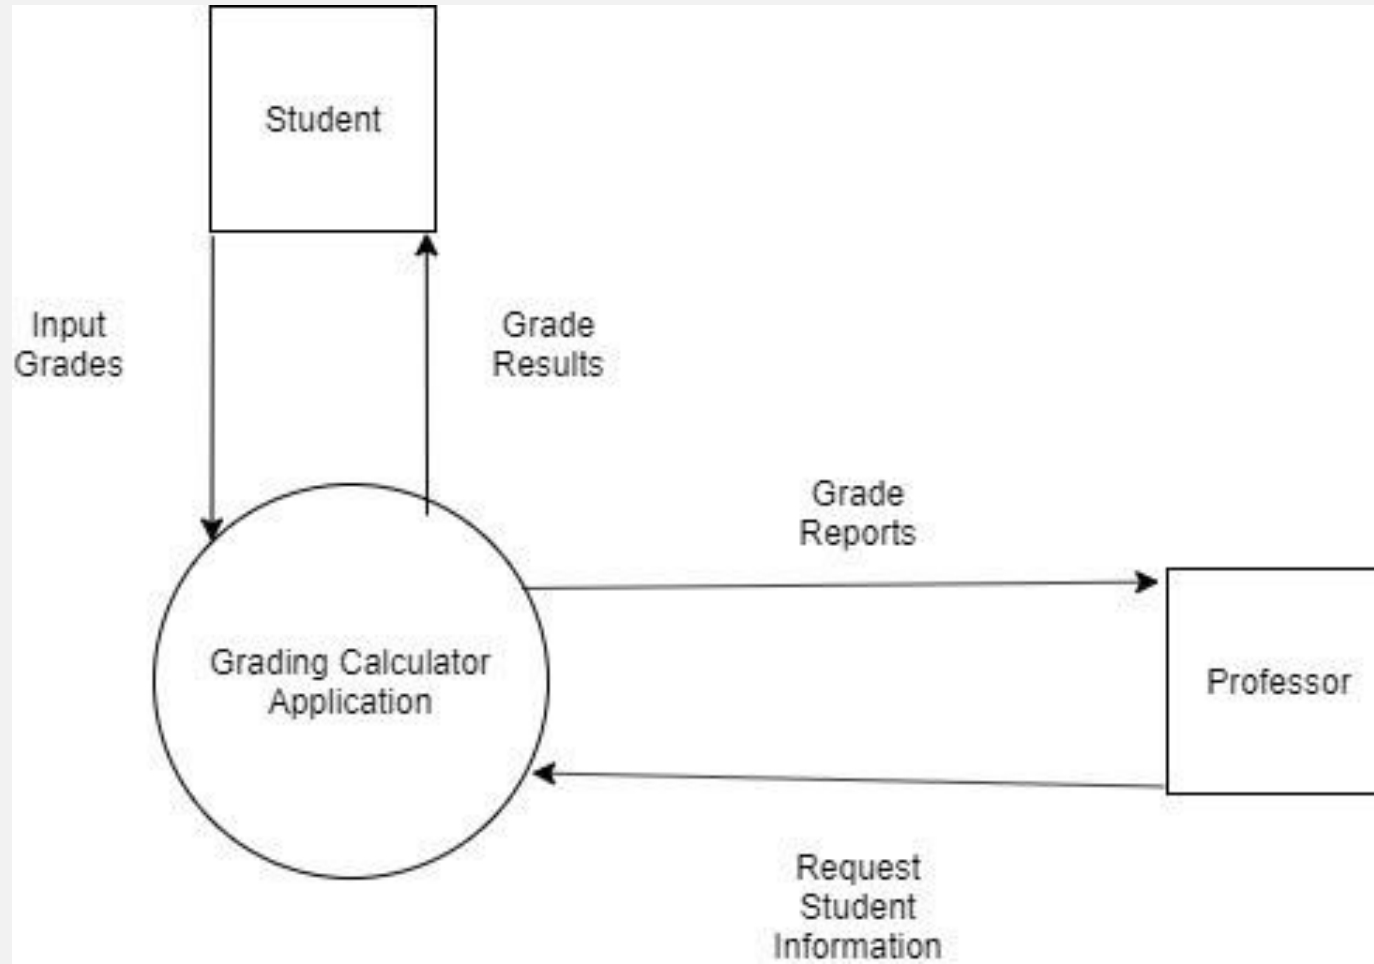 Student
Input
Grades
Grade
Results
Grade
Reports
Grading Calculator
Application
Professor
Request
Student
Information